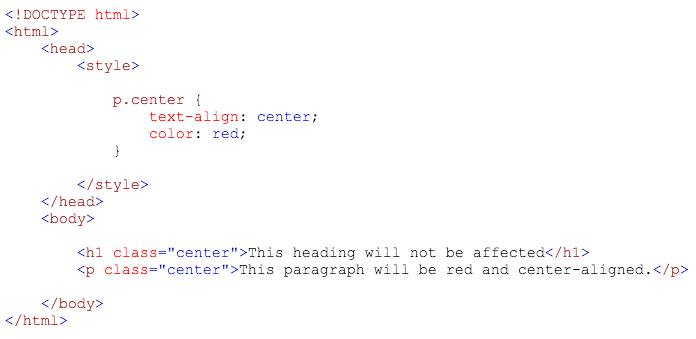 <!DOCTYPE html>
<html>
    <head>
        <style>

            p.center {
                text-align: center;
                color: red;
            }

        </style>
    </head>
    <body>

        <h1 class="center">This heading will not be affected</h1>
        <p class="center">This paragraph will be red and center-aligned.</p>

    </body>
</html>